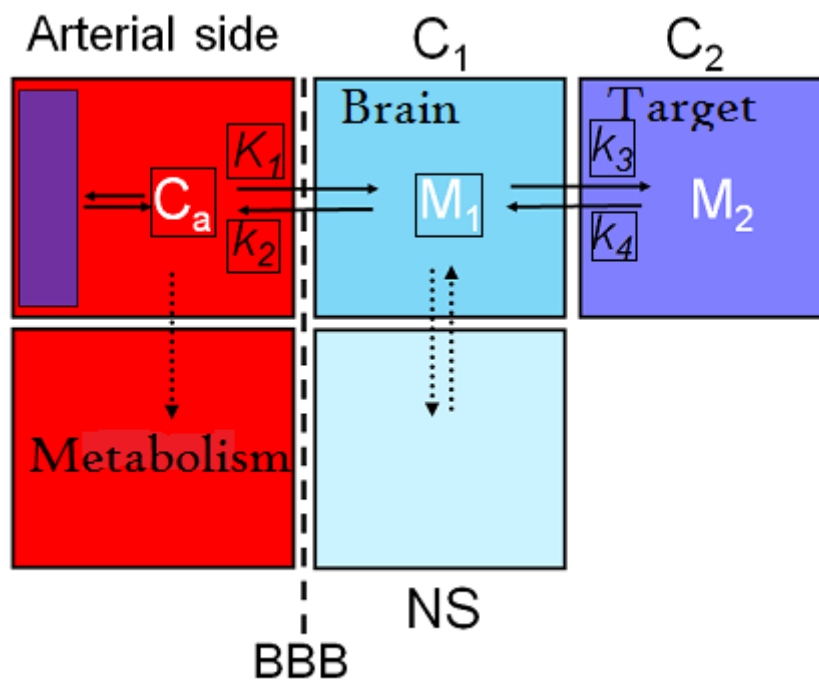 Arterial side
C₁
C₂
Brain
Target
K₁
k₃
Cₐ
M₁
M₂
k₂
k₄
Metabolism
NS
BBB